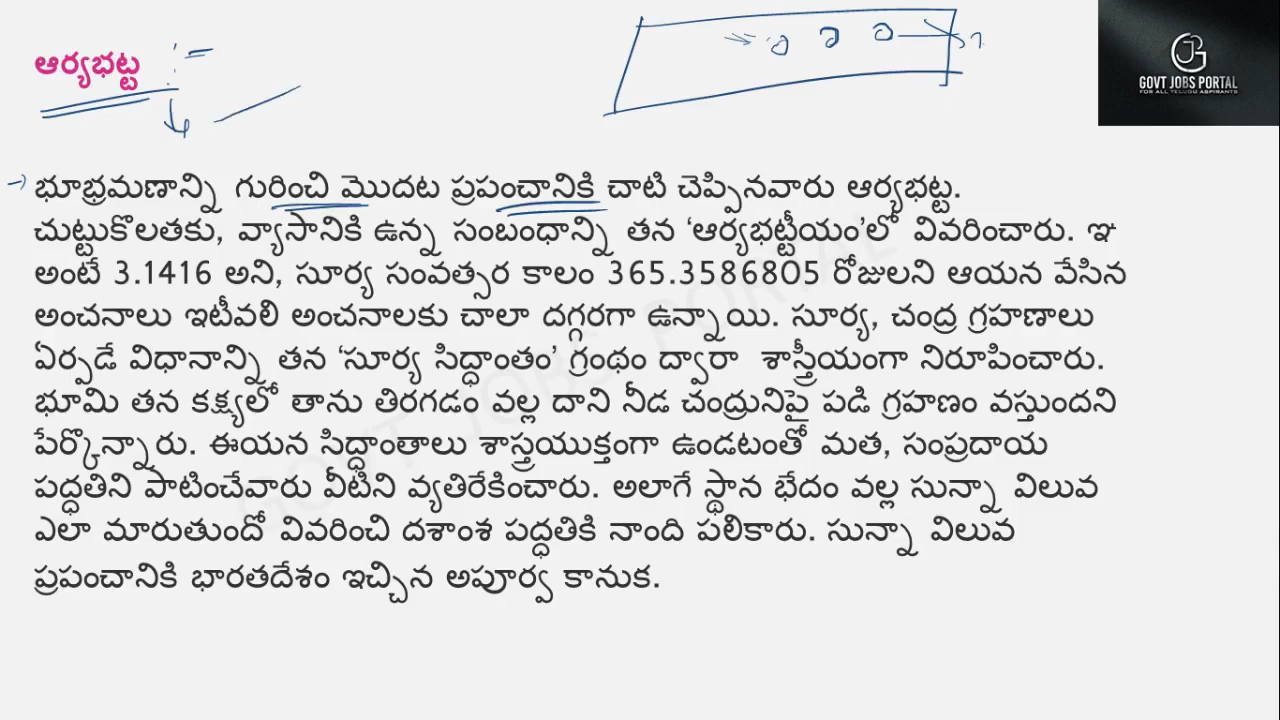 ఆర్యభట్ట
GOVT JOBS PORTAL
FOR ALL TELUGU ASPIRANTS
భూభ్రమణాన్ని గురించి మొదట ప్రపంచానికి చాటి చెప్పినవారు ఆర్యభట్ట.
చుట్టుకొలతకు, వ్యాసానికి ఉన్న సంబంధాన్ని తన ‘ఆర్యభట్టీయం’లో వివరించారు. ఞ
అంటే 3.1416 అని, సూర్య సంవత్సర కాలం 365.3586805 రోజులని ఆయన వేసిన
అంచనాలు ఇటీవలి అంచనాలకు చాలా దగ్గరగా ఉన్నాయి. సూర్య, చంద్ర గ్రహణాలు
ఏర్పడే విధానాన్ని తన ‘సూర్య సిద్ధాంతం’ గ్రంథం ద్వారా శాస్త్రీయంగా నిరూపించారు.
భూమి తన కక్ష్యలో తాను తిరగడం వల్ల దాని నీడ చంద్రునిపై పడి గ్రహణం వస్తుందని
పేర్కొన్నారు. ఈయన సిద్ధాంతాలు శాస్త్రయుక్తంగా ఉండటంతో మత, సంప్రదాయ
పద్ధతిని పాటించేవారు వీటిని వ్యతిరేకించారు. అలాగే స్థాన భేదం వల్ల సున్నా విలువ
ఎలా మారుతుందో వివరించి దశాంశ పద్ధతికి నాంది పలికారు. సున్నా విలువ
ప్రపంచానికి భారతదేశం ఇచ్చిన అపూర్వ కానుక.
GOVT JOBS PORTAL